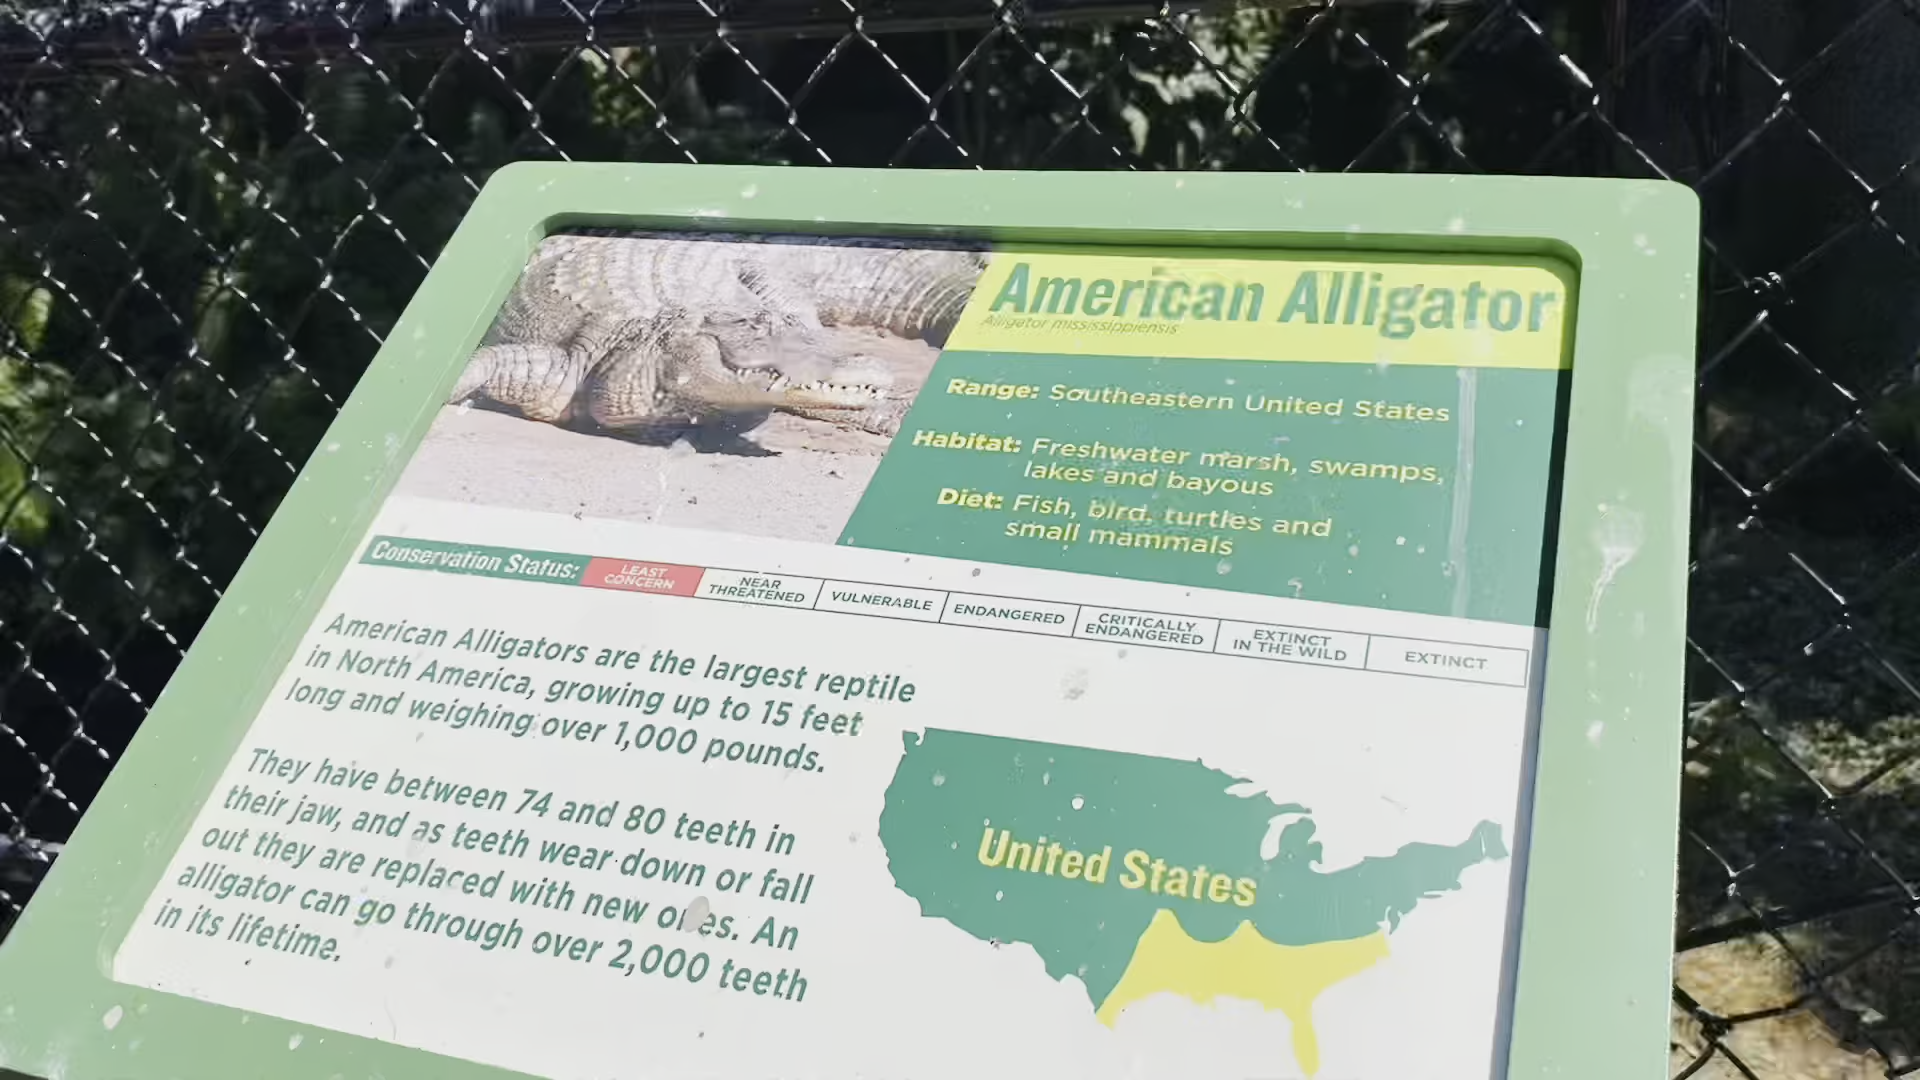 American Alligator
Alligator mississippiensis
Range: Southeastern United States
Habitat: Freshwater marsh, swamps,
lakes and bayous
Diet: Fish, bird, turtles and
small mammals
Conservation Status:
LEAST
CONCERN
NEAR
THREATENED
VULNERABLE
ENDANGERED
CRITICALLY
ENDANGERED
EXTINCT
IN THE WILD
EXTINCT
American Alligators are the largest reptile
in North America, growing up to 15 feet
long and weighing over 1,000 pounds.
They have between 74 and 80 teeth in
their jaw, and as teeth wear down or fall
out they are replaced with new ones. An
alligator can go through over 2,000 teeth
in its lifetime.
United States